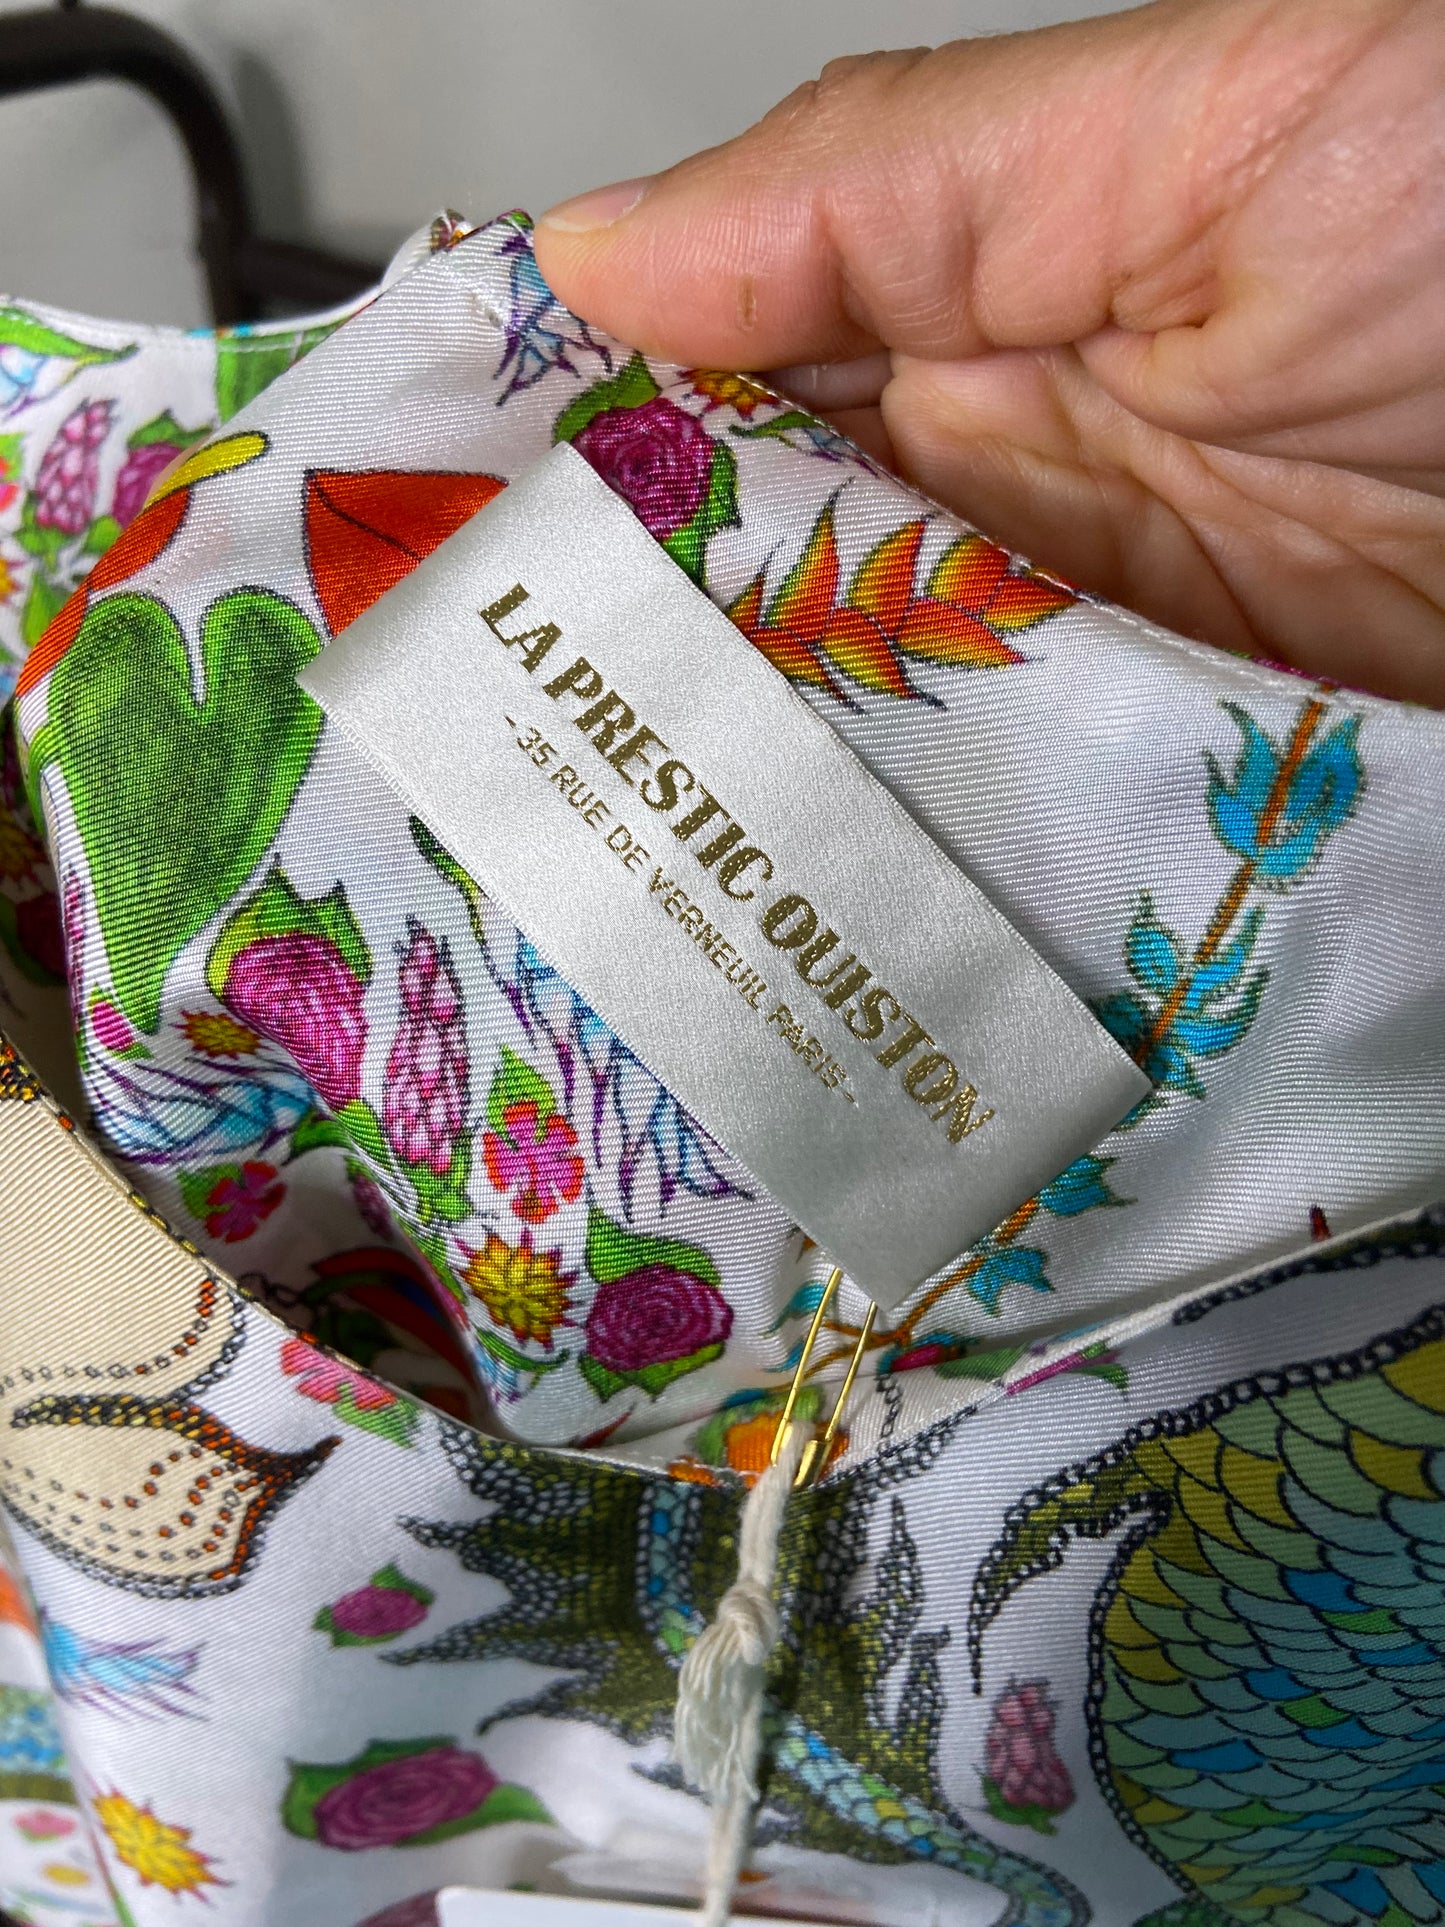 LA PRESTIC OUISTON
-35 RUE DE VERNEUIL PARIS-